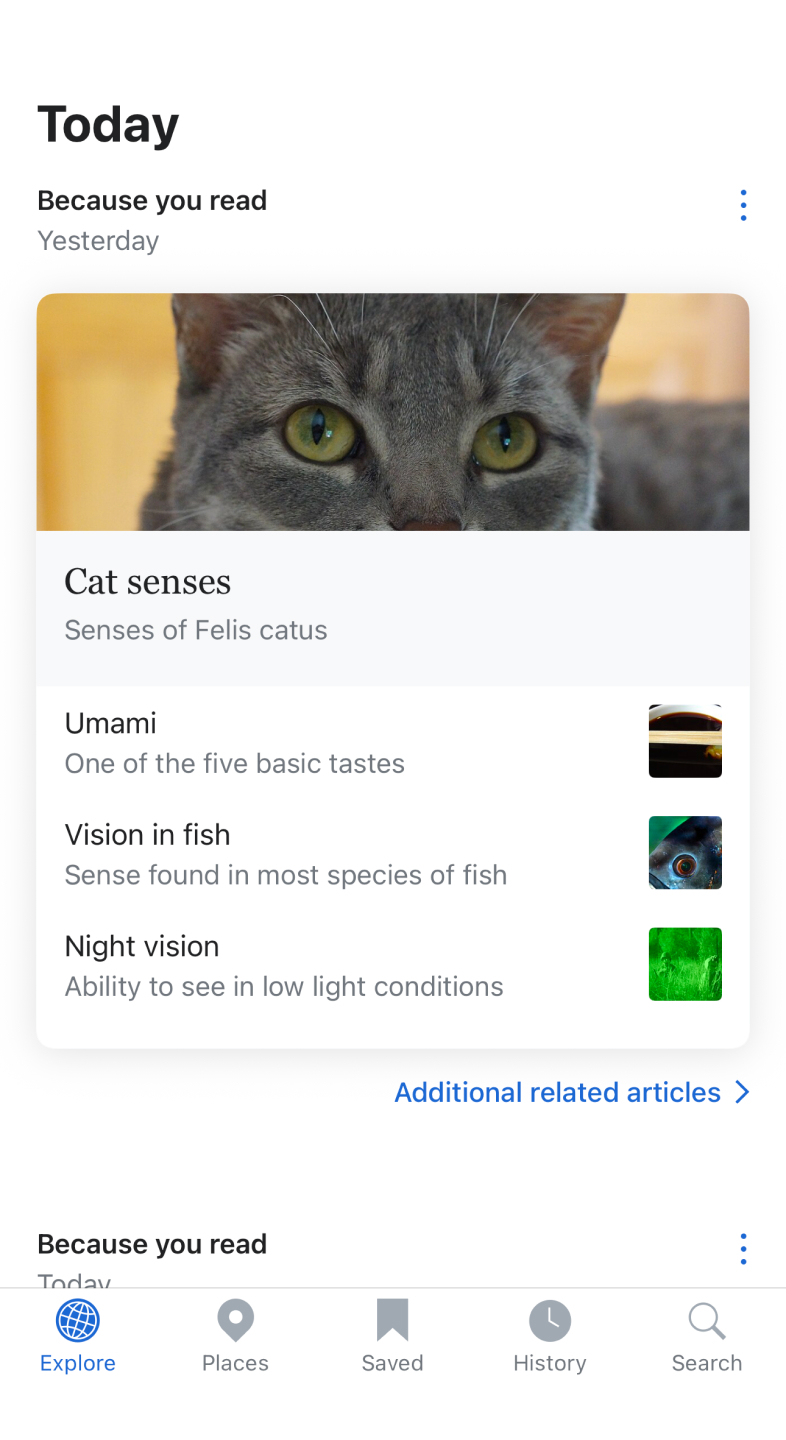 Today
Because you read
Yesterday
Cat senses
Senses of Felis catus
Umami
One of the five basic tastes
Vision in fish
Sense found in most species of fish
Night vision
Ability to see in low light conditions
Additional related articles
Because you read
Today
Explore
Places
Saved
History
Search